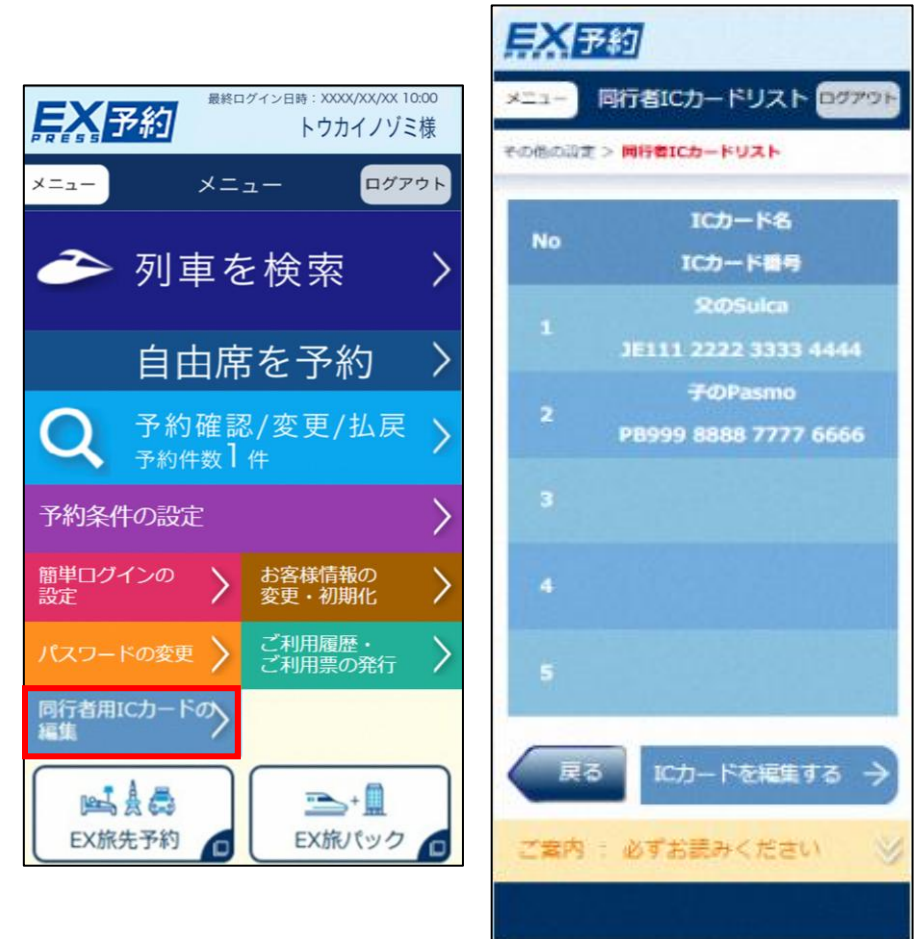 EX予約
PRESS
最終ログイン日時：XXXX/XX/XX 10:00
トウカイノゾミ様
メニュー
メニュー
ログアウト
列車を検索
自由席を予約
予約確認/変更/払戻
予約件数1件
予約条件の設定
簡単ログインの
設定
お客様情報の
変更・初期化
パスワードの変更
ご利用履歴・
ご利用票の発行
同行者用ICカードの
編集
EX旅先予約
EX旅パック
EX予約
PRESS
メニュー
同行者ICカードリスト
ログアウト
その他の設定 > 同行者ICカードリスト
No
ICカード名
ICカード番号
1
父のSuica
JE111 2222 3333 4444
2
子のPasmo
PB999 8888 7777 6666
3
4
5
戻る
ICカードを編集する
ご案内 ： 必ずお読みください